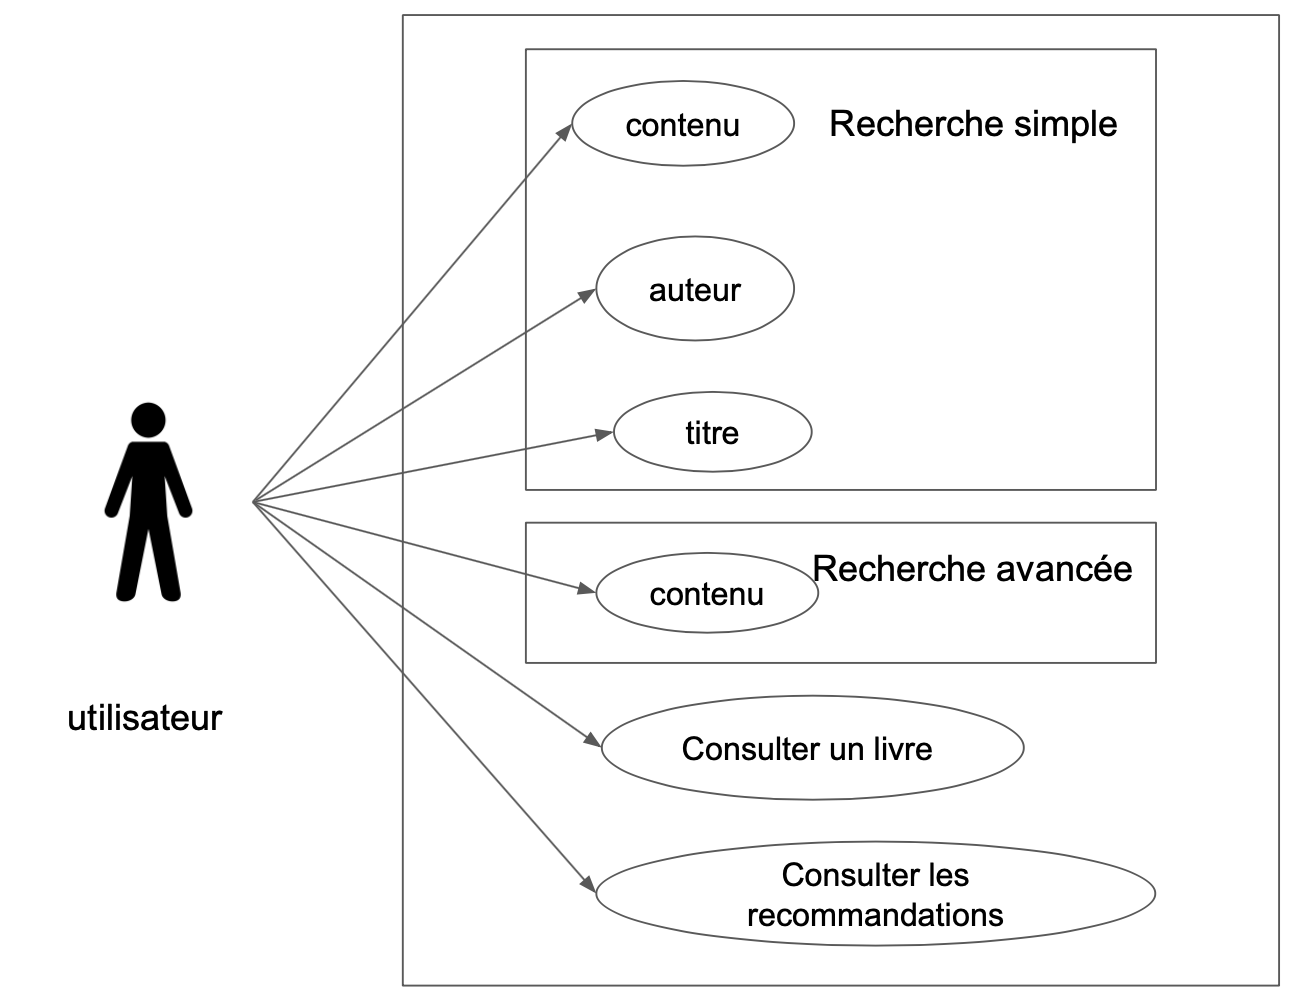 contenu
Recherche simple
auteur
titre
Recherche avancée
contenu
utilisateur
Consulter un livre
Consulter les
recommandations